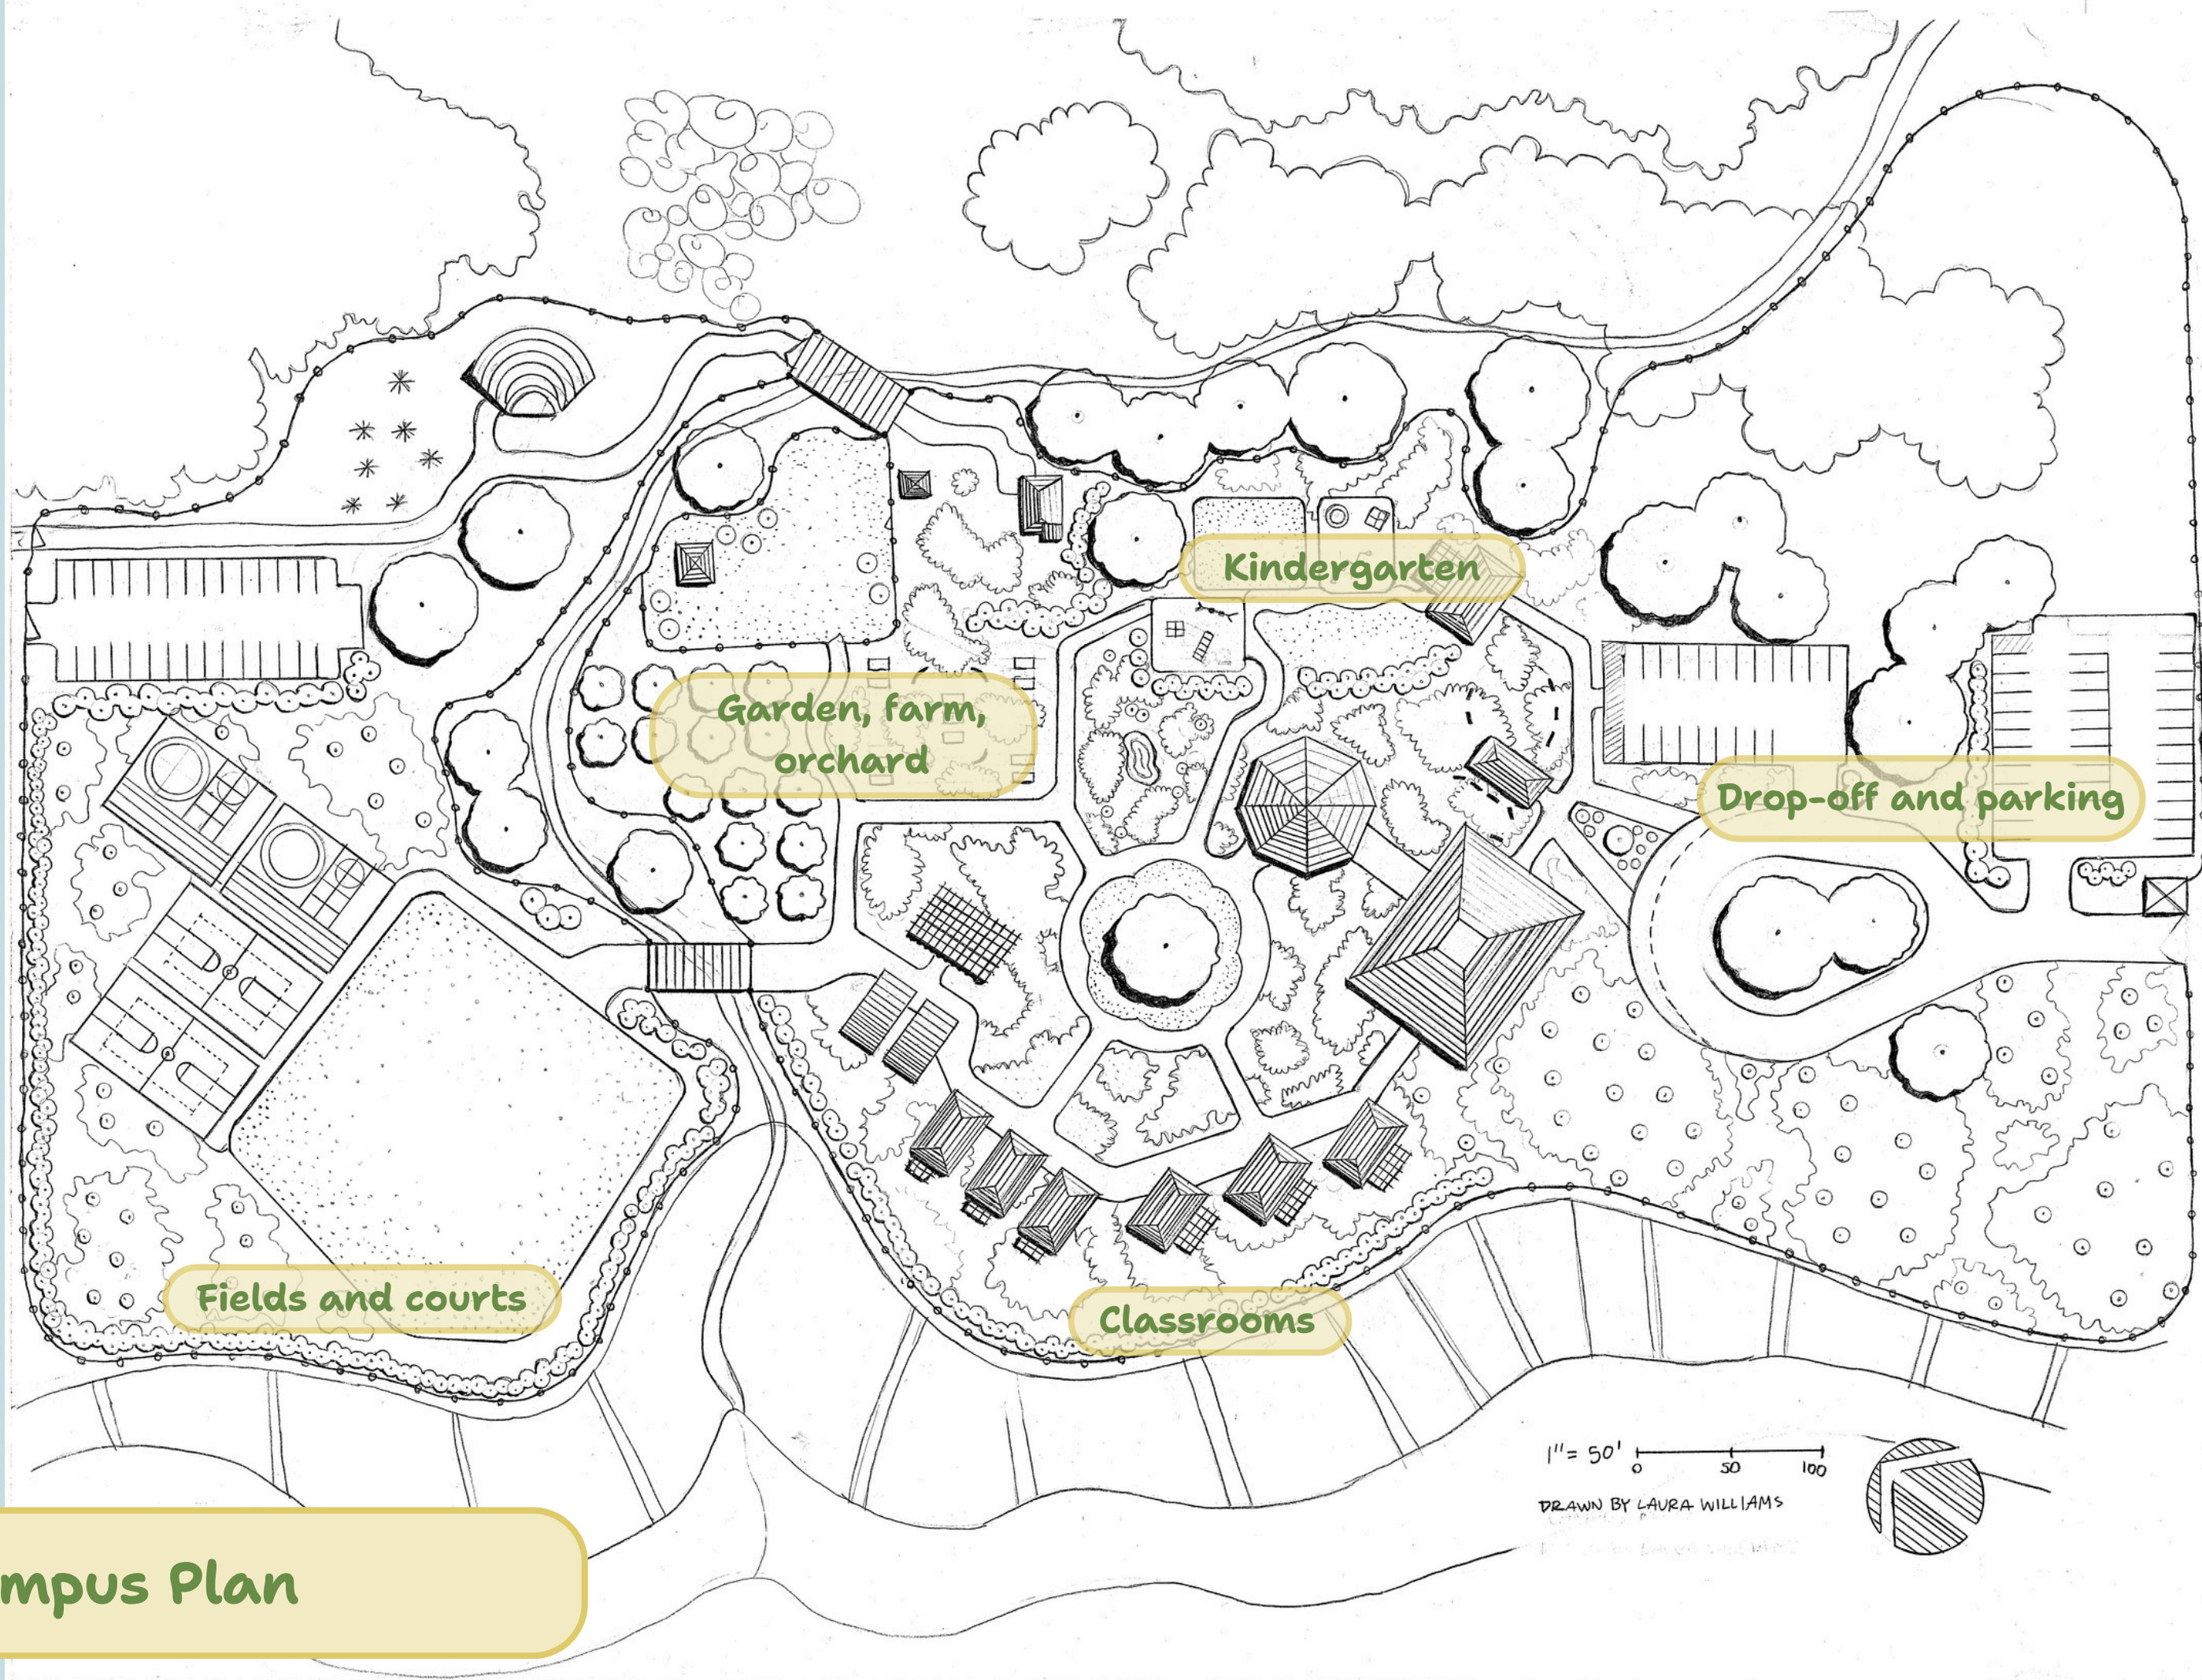 Kindergarten
Garden, farm,
orchard
Drop-off and parking
Fields and courts
Classrooms
1" = 50'
0 50 100
DRAWN BY LAURA WILLIAMS
mpus Plan